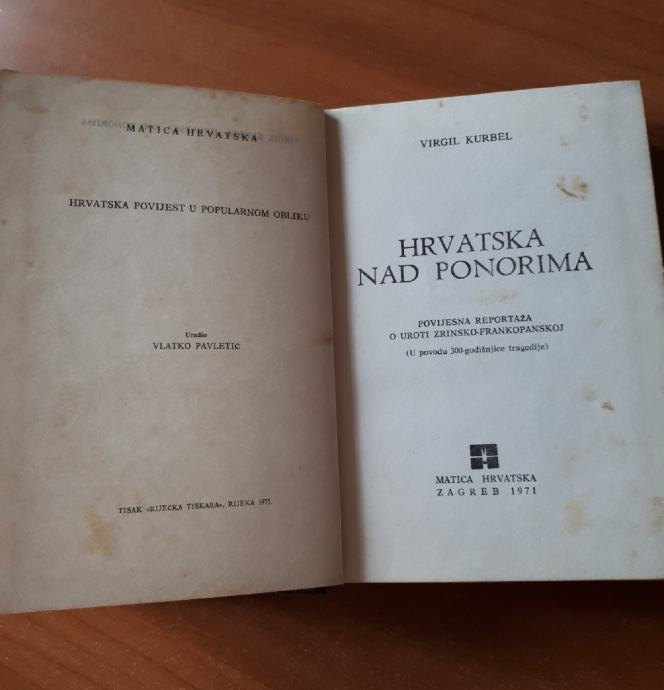 MATICA HRVATSKA
HRVATSKA POVIJEST U POPULARNOM OBLIKU
Uredio
VLATKO PAVLETIĆ
TISAK »RIJEČKA TISKARA«, RIJEKA 1971.
VIRGIL KURBEL
HRVATSKA
NAD PONORIMA
POVIJESNA REPORTAŽA
O UROTI ZRINSKO-FRANKOPANSKOJ
(U povodu 300-godišnjice tragedije)
MATICA HRVATSKA
ZAGREB 1971